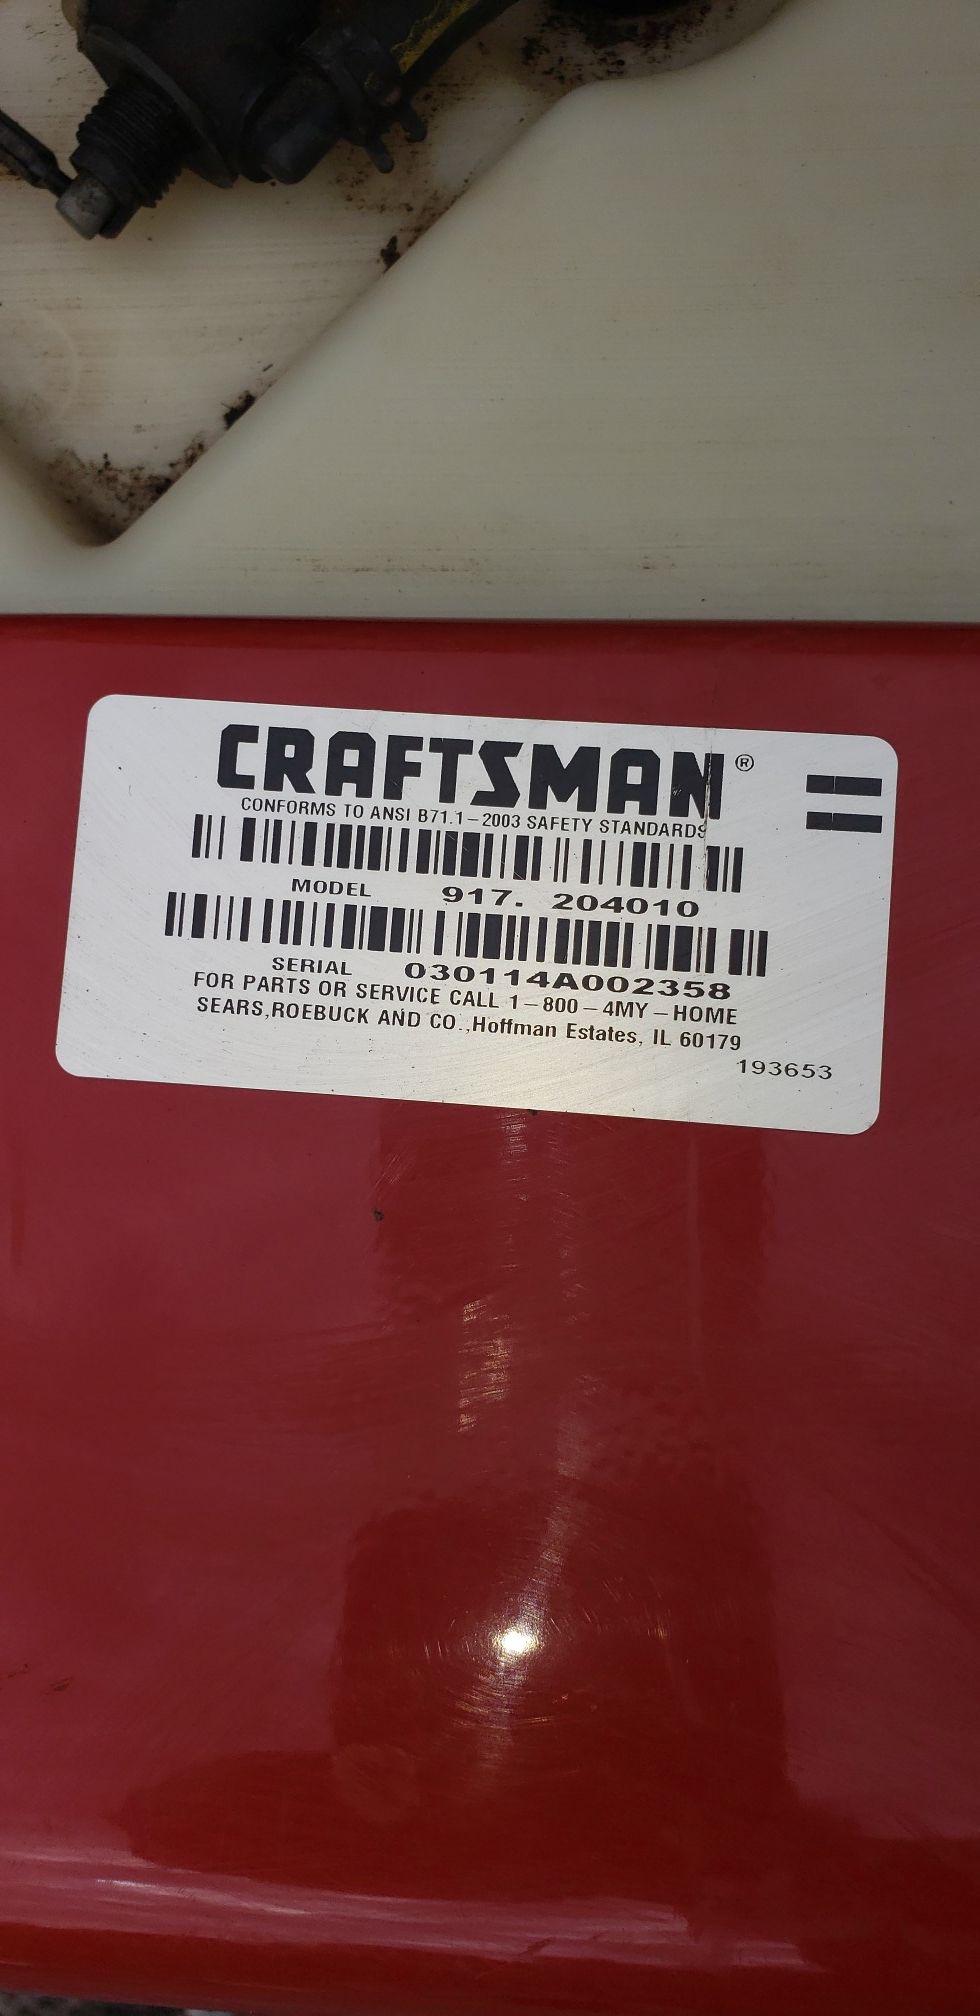 CRAFTSMAN®
CONFORMS TO ANSI B71.1-2003 SAFETY STANDARDS
MODEL 917. 204010
SERIAL 030114A002358
FOR PARTS OR SERVICE CALL 1-800-4MY-HOME
SEARS,ROEBUCK AND CO.,Hoffman Estates, IL 60179
193653